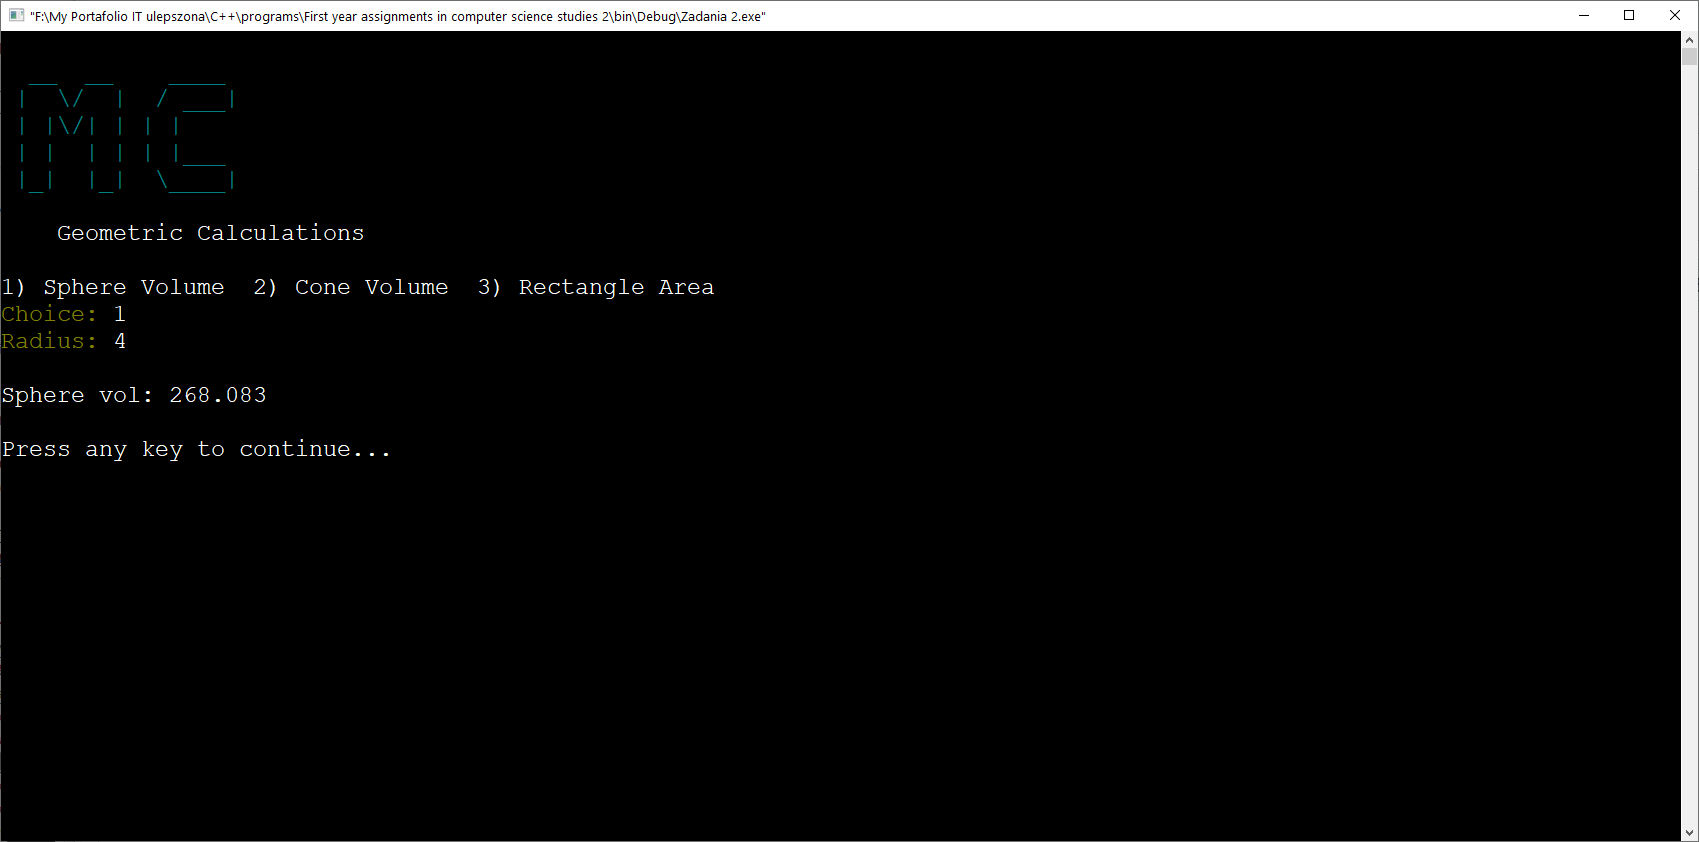 "F:\My Portafolio IT ulepszona\C++\programs\First year assignments in computer science studies 2\bin\Debug\Zadania 2.exe"
MC
Geometric Calculations
1) Sphere Volume  2) Cone Volume  3) Rectangle Area
Choice: 1
Radius: 4
Sphere vol: 268.083
Press any key to continue...